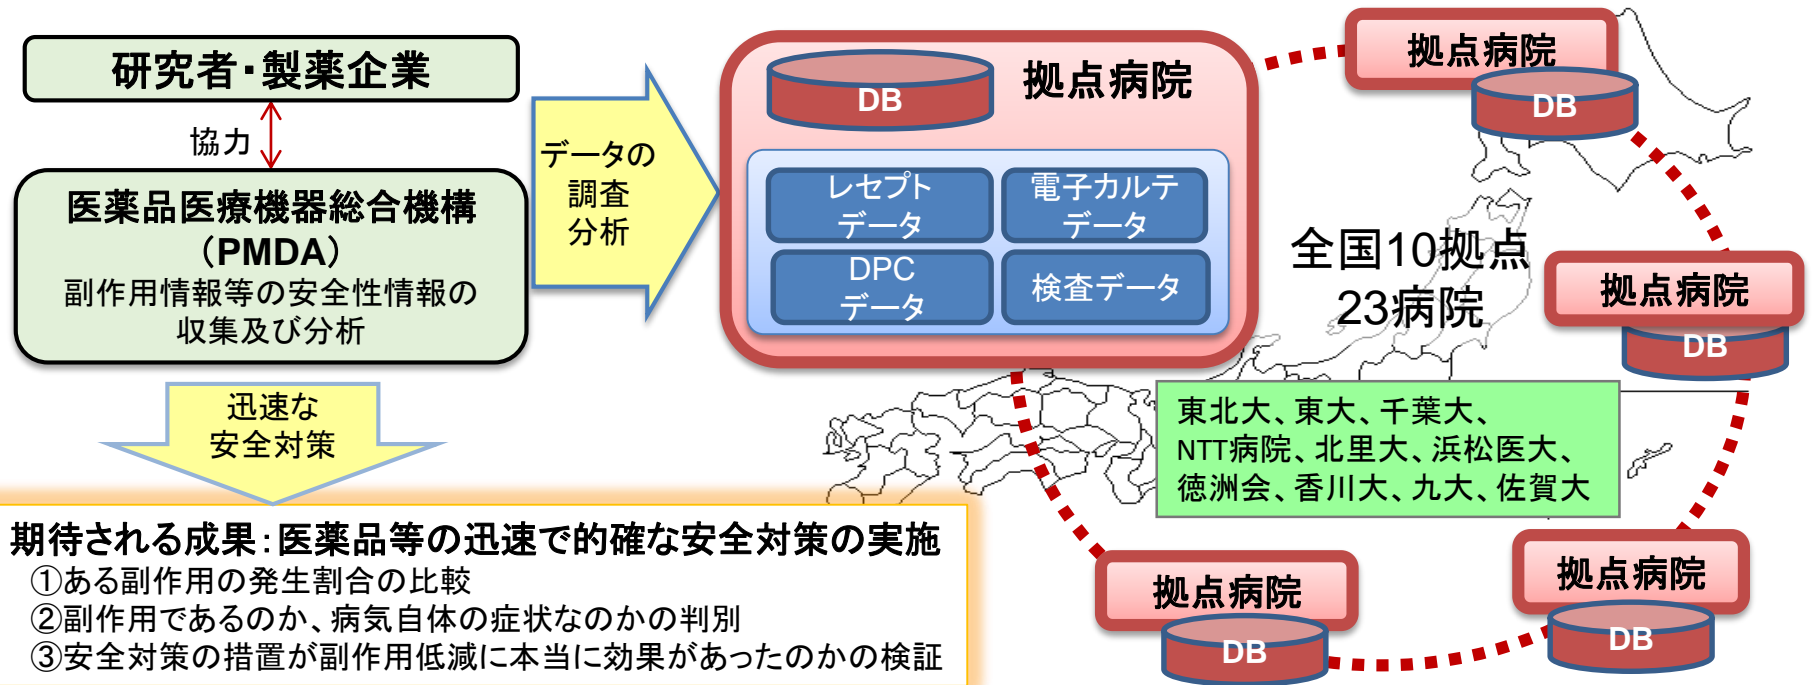 研究者・製薬企業
協力
医薬品医療機器総合機構
（PMDA）
副作用情報等の安全性情報の
収集及び分析
データの
調査
分析
迅速な
安全対策
拠点病院
DB
レセプト
データ
電子カルテ
データ
DPC
データ
検査データ
拠点病院
DB
全国10拠点
23病院
拠点病院
DB
東北大、東大、千葉大、
NTT病院、北里大、浜松医大、
徳洲会、香川大、九大、佐賀大
拠点病院
DB
拠点病院
DB
期待される成果：医薬品等の迅速で的確な安全対策の実施
①ある副作用の発生割合の比較
②副作用であるのか、病気自体の症状なのかの判別
③安全対策の措置が副作用低減に本当に効果があったのかの検証